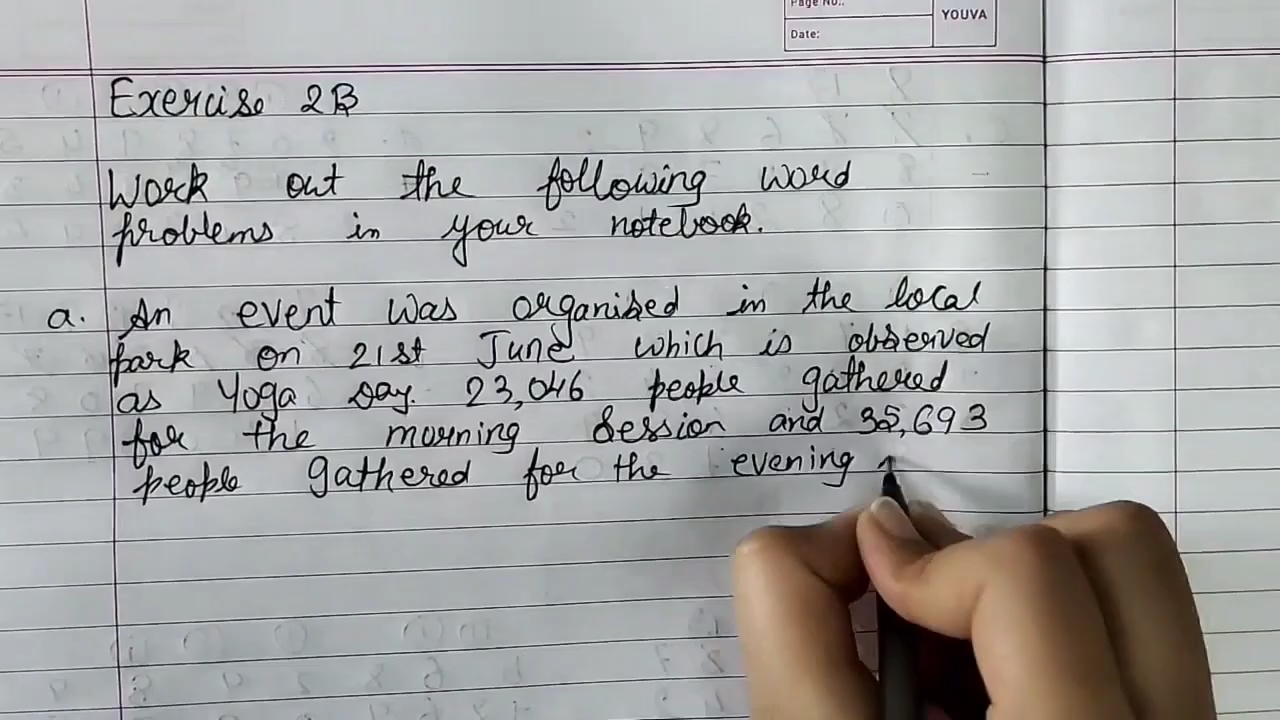 Page No.:
YOUVA
Date:
Exercise 2B
Work out the following word
problems in your notebook.
a. An event was organised in the local
park on 21st June which is observed
as Yoga Day. 23,046 people gathered
for the morning session and 35,693
people gathered for the evening